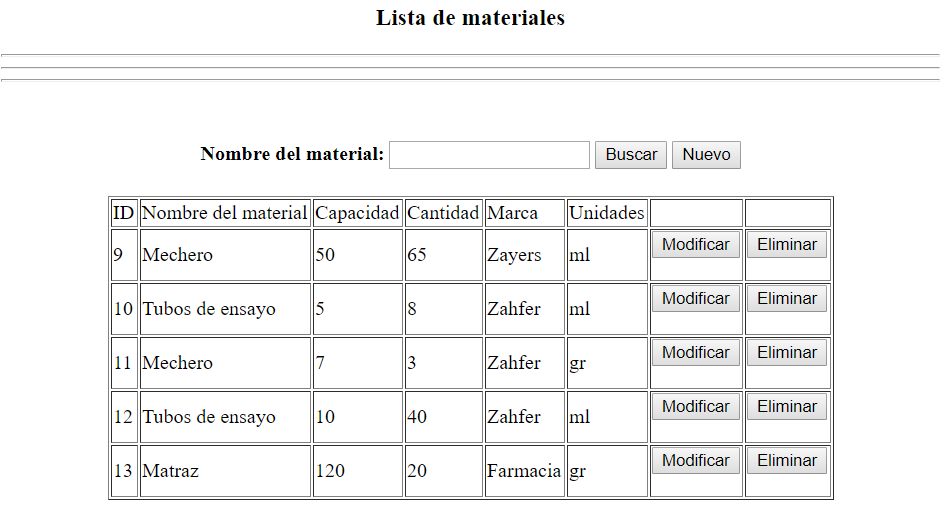 Lista de materiales
Nombre del material: Buscar Nuevo
ID Nombre del material Capacidad Cantidad Marca Unidades
9 Mechero 50 65 Zayers ml Modificar Eliminar
10 Tubos de ensayo 5 8 Zahfer ml Modificar Eliminar
11 Mechero 7 3 Zahfer gr Modificar Eliminar
12 Tubos de ensayo 10 40 Zahfer ml Modificar Eliminar
13 Matraz 120 20 Farmacia gr Modificar Eliminar